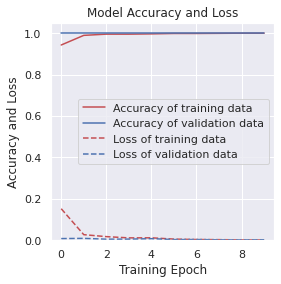 Model Accuracy and Loss
Accuracy and Loss
1.0
0.8
0.6
0.4
0.2
0.0
Accuracy of training data
Accuracy of validation data
Loss of training data
Loss of validation data
0 2 4 6 8
Training Epoch